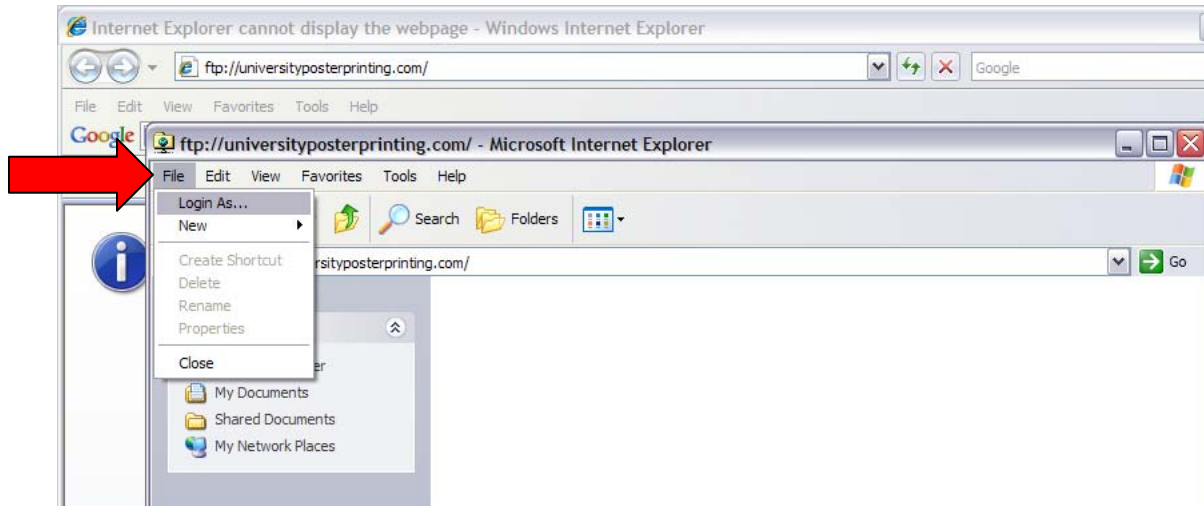 Internet Explorer cannot display the webpage - Windows Internet Explorer
ftp://universityposterprinting.com/
Google
File Edit View Favorites Tools Help
Google
ftp://universityposterprinting.com/ - Microsoft Internet Explorer
File Edit View Favorites Tools Help
Login As...
New
Search Folders
Create Shortcut
rsityposterprinting.com/
Go
Delete
Rename
Properties
Close
er
My Documents
Shared Documents
My Network Places